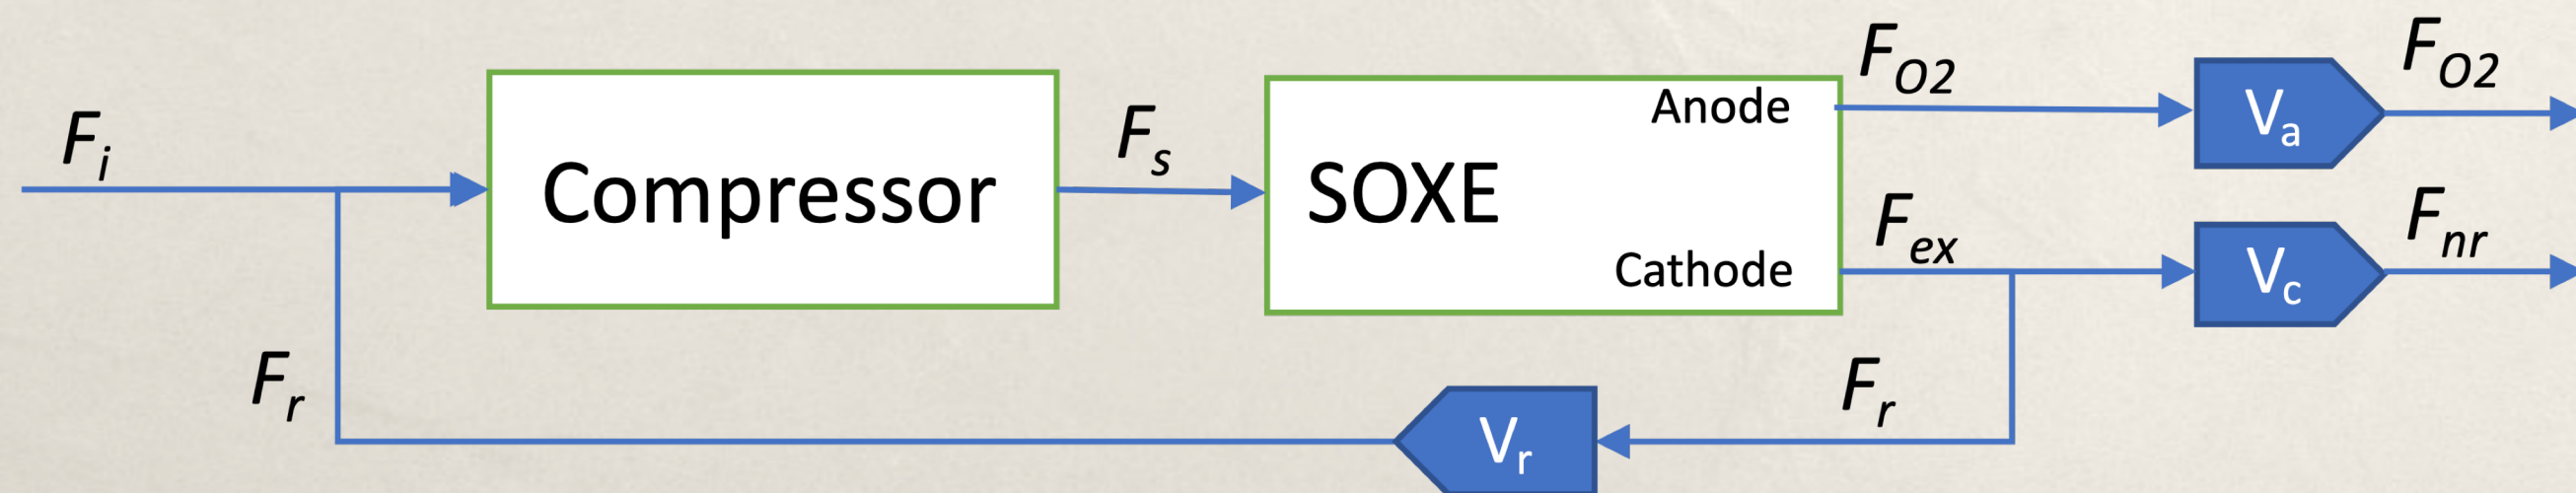 F_i
F_r
Compressor
F_s
SOXE
Anode
Cathode
F_O2
F_ex
F_r
V_r
V_a
V_c
F_O2
F_nr